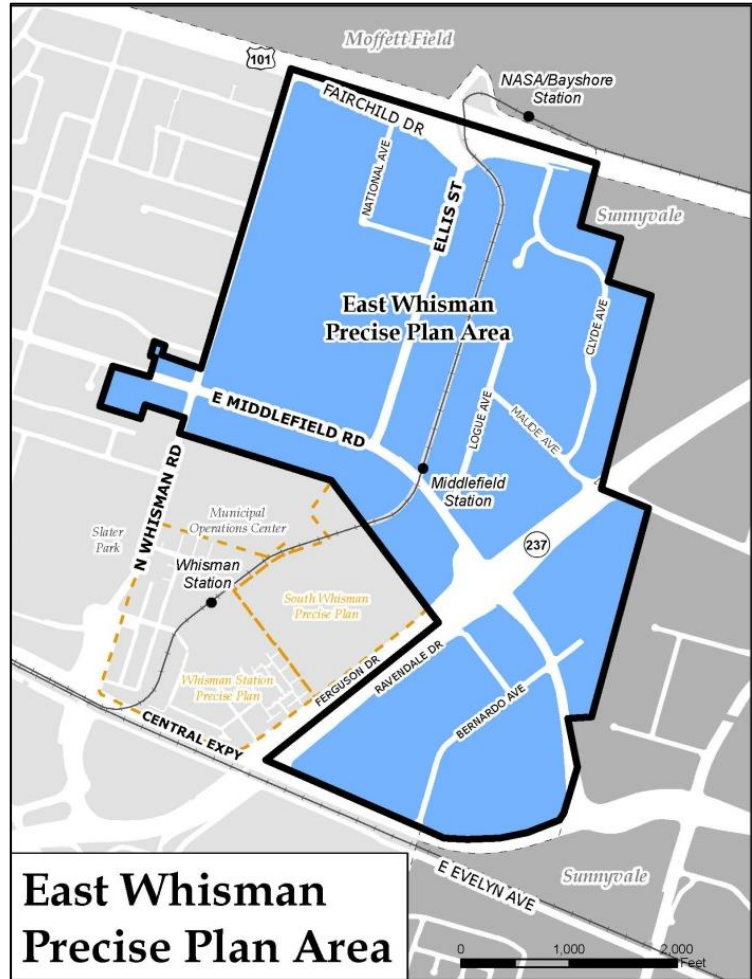 Moffett Field
101
NASA/Bayshore
Station
FAIRCHILD DR
NATIONAL AVE
ELLIS ST
Sunnyvale
East Whisman
Precise Plan Area
CLYDE AVE
LOGUE AVE
MAUDE AVE
E MIDDLEFIELD RD
Middlefield
Station
N WHISMAN RD
Slater
Park
Municipal
Operations Center
237
Whisman
Station
South Whisman
Precise Plan
Whisman Station
Precise Plan
FERGUSON DR
RAVENDALE DR
BERNARDO AVE
CENTRAL EXPY
E EVELYN AVE
Sunnyvale
East Whisman
Precise Plan Area
0 1,000 2,000
Feet